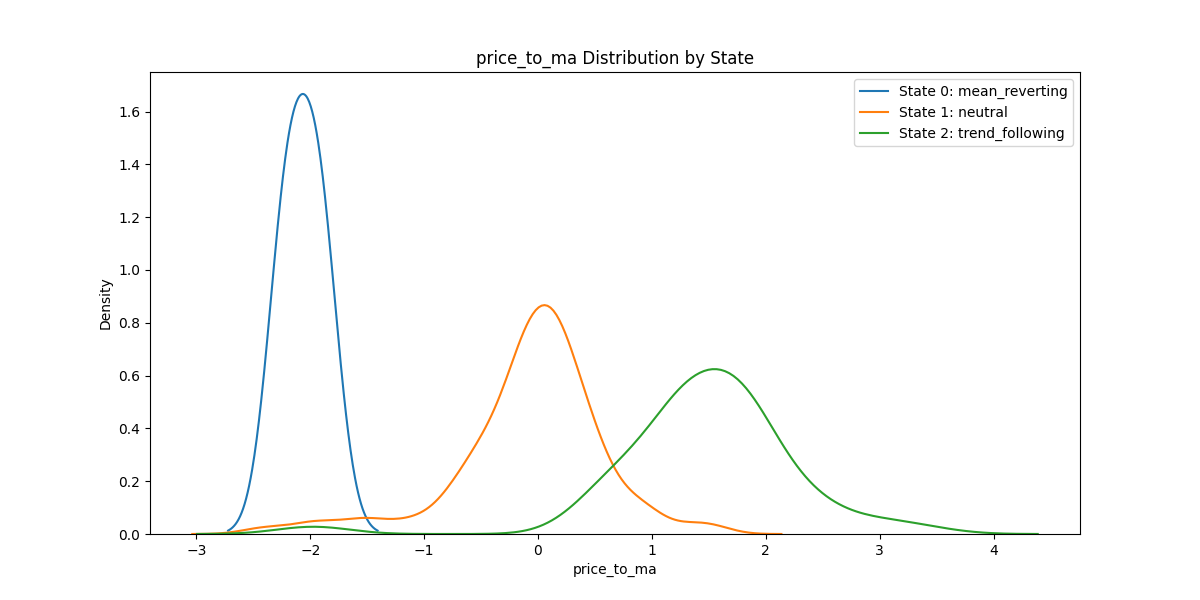 price_to_ma Distribution by State
State 0: mean_reverting
State 1: neutral
State 2: trend_following
Density
1.6
1.4
1.2
1.0
0.8
0.6
0.4
0.2
0.0
−3
−2
−1
0
1
2
3
4
price_to_ma